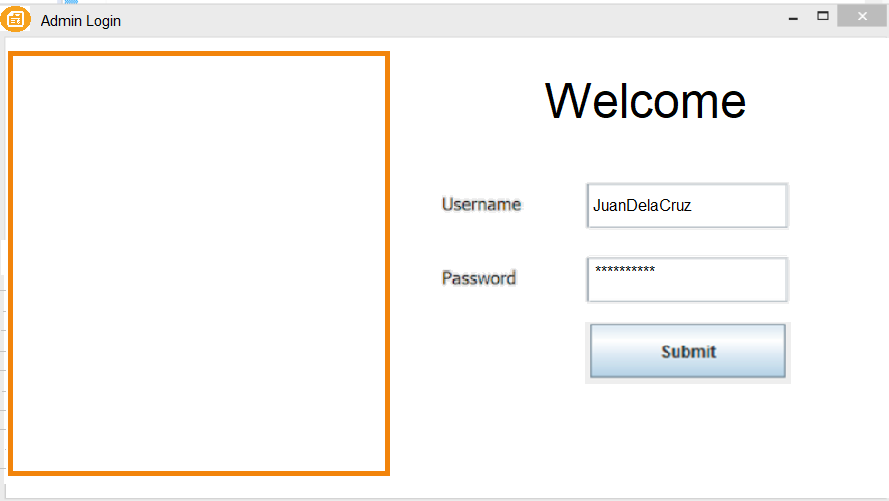 Admin Login
Welcome
Username
JuanDelaCruz
Password
**********
Submit